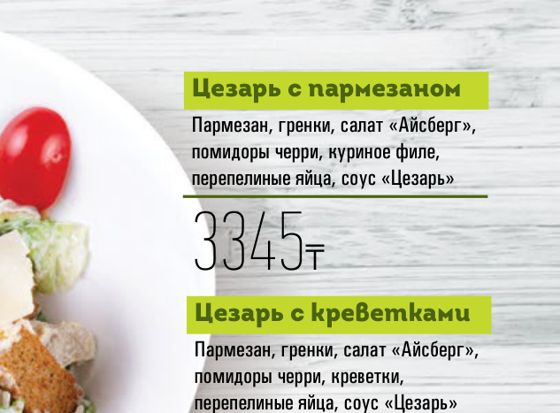 Цезарь с пармезаном
Пармезан, гренки, салат «Айсберг»,
помидоры черри, куриное филе,
перепелиные яйца, соус «Цезарь»
3345₸
Цезарь с креветками
Пармезан, гренки, салат «Айсберг»,
помидоры черри, креветки,
перепелиные яйца, соус «Цезарь»